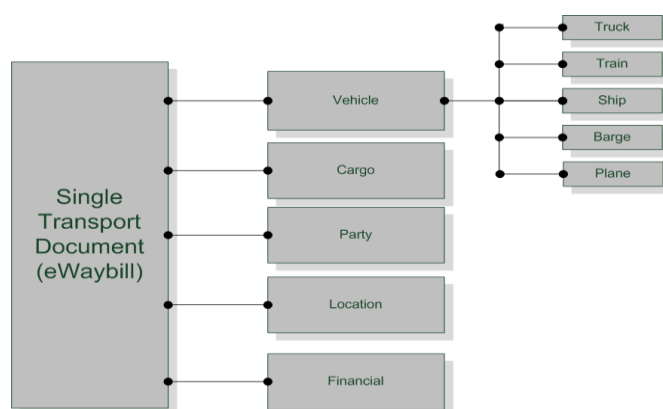 Single
Transport
Document
(eWaybill)
Vehicle
Cargo
Party
Location
Financial
Truck
Train
Ship
Barge
Plane